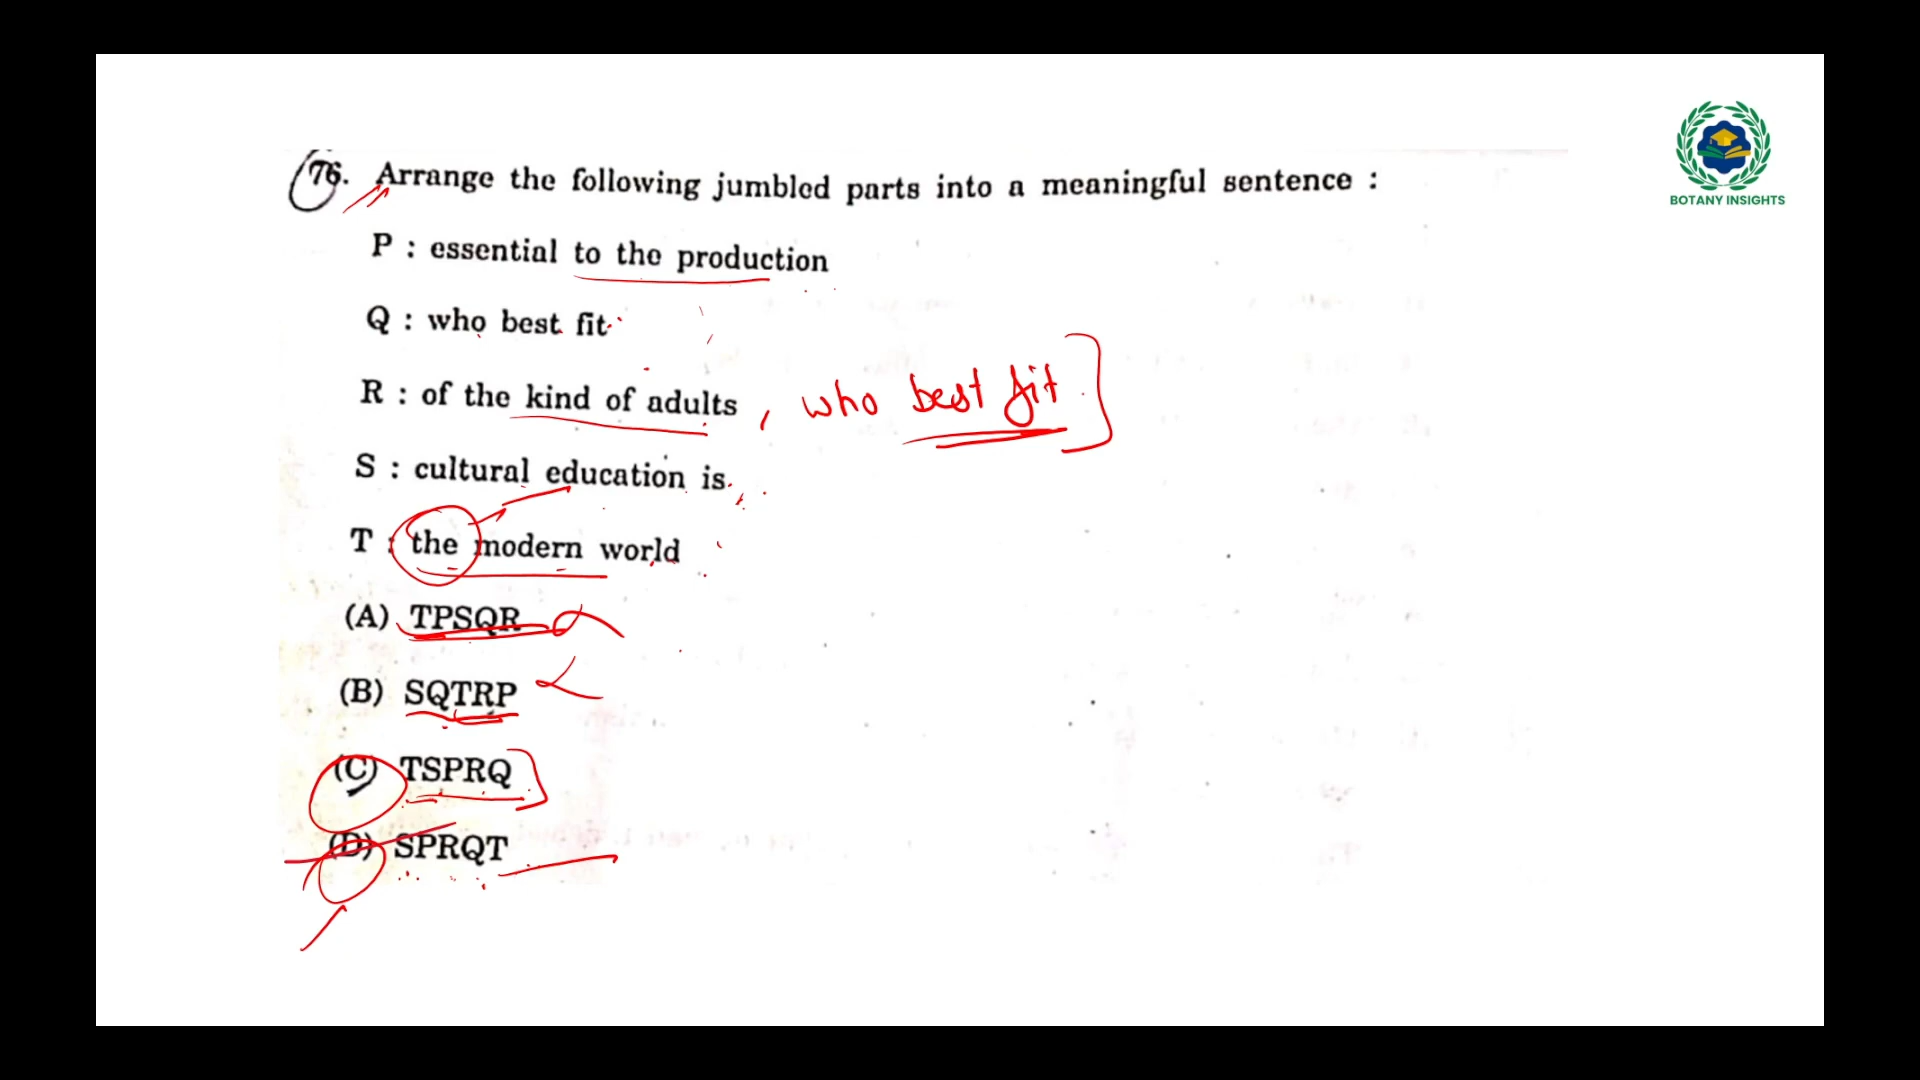 BOTANY INSIGHTS
76. Arrange the following jumbled parts into a meaningful sentence :
P : essential to the production
Q : who best fit
R : of the kind of adults , who best fit
S : cultural education is
T : the modern world
(A) TPSQR
(B) SQTRP
(C) TSPRQ
(D) SPRQT